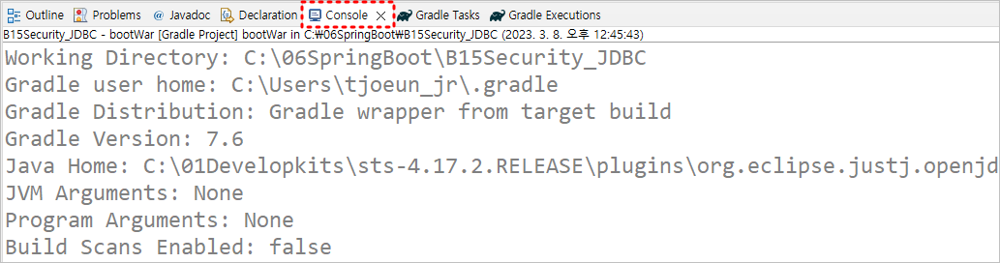 Outline Problems @ Javadoc Declaration Console Gradle Tasks Gradle Executions
B15Security_JDBC - bootWar [Gradle Project] bootWar in C:₩06SpringBoot₩B15Security_JDBC (2023. 3. 8. 오후 12:45:43)
Working Directory: C:\06SpringBoot\B15Security_JDBC
Gradle user home: C:\Users\tjoeun_jr\.gradle
Gradle Distribution: Gradle wrapper from target build
Gradle Version: 7.6
Java Home: C:\01Developkits\sts-4.17.2.RELEASE\plugins\org.eclipse.justj.openjd
JVM Arguments: None
Program Arguments: None
Build Scans Enabled: false